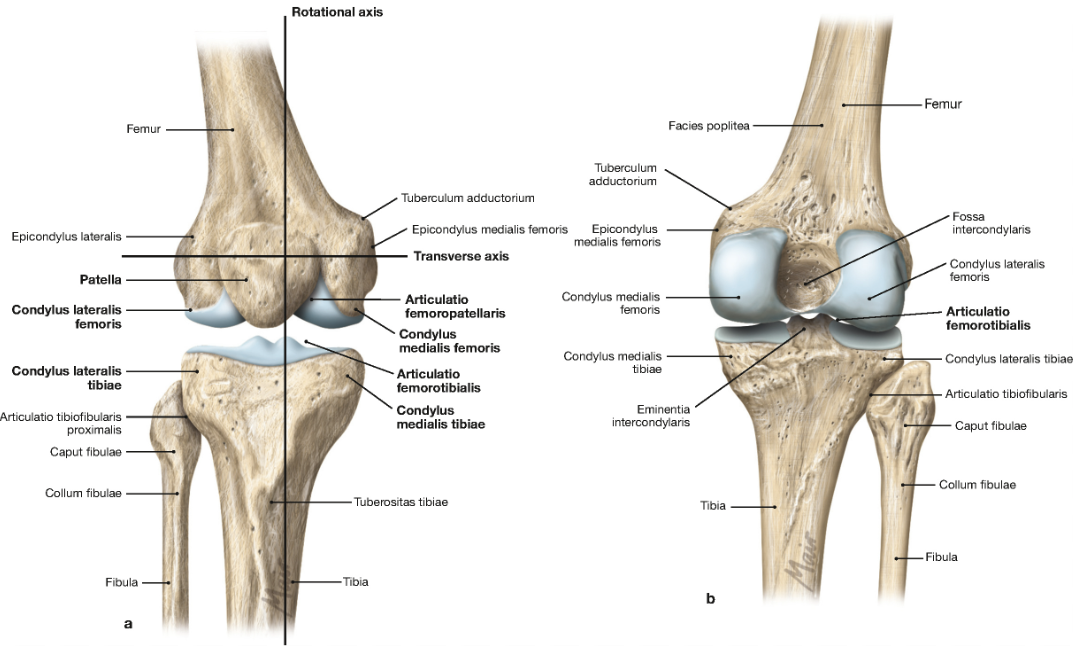 Rotational axis
Femur
Tuberculum adductorium
Epicondylus medialis femoris
Epicondylus lateralis
Transverse axis
Patella
Articulatio
femoropatellaris
Condylus lateralis
femoris
Condylus
medialis femoris
Condylus lateralis
tibiae
Articulatio
femorotibialis
Condylus
medialis tibiae
Articulatio tibiofibularis
proximalis
Caput fibulae
Collum fibulae
Tuberositas tibiae
Fibula
Tibia
Mair
a
Femur
Facies poplitea
Tuberculum
adductorium
Fossa
intercondylaris
Epicondylus
medialis femoris
Condylus lateralis
femoris
Condylus medialis
femoris
Articulatio
femorotibialis
Condylus medialis
tibiae
Condylus lateralis tibiae
Articulatio tibiofibularis
Eminentia
intercondylaris
Caput fibulae
Collum fibulae
Tibia
Fibula
Mair
b